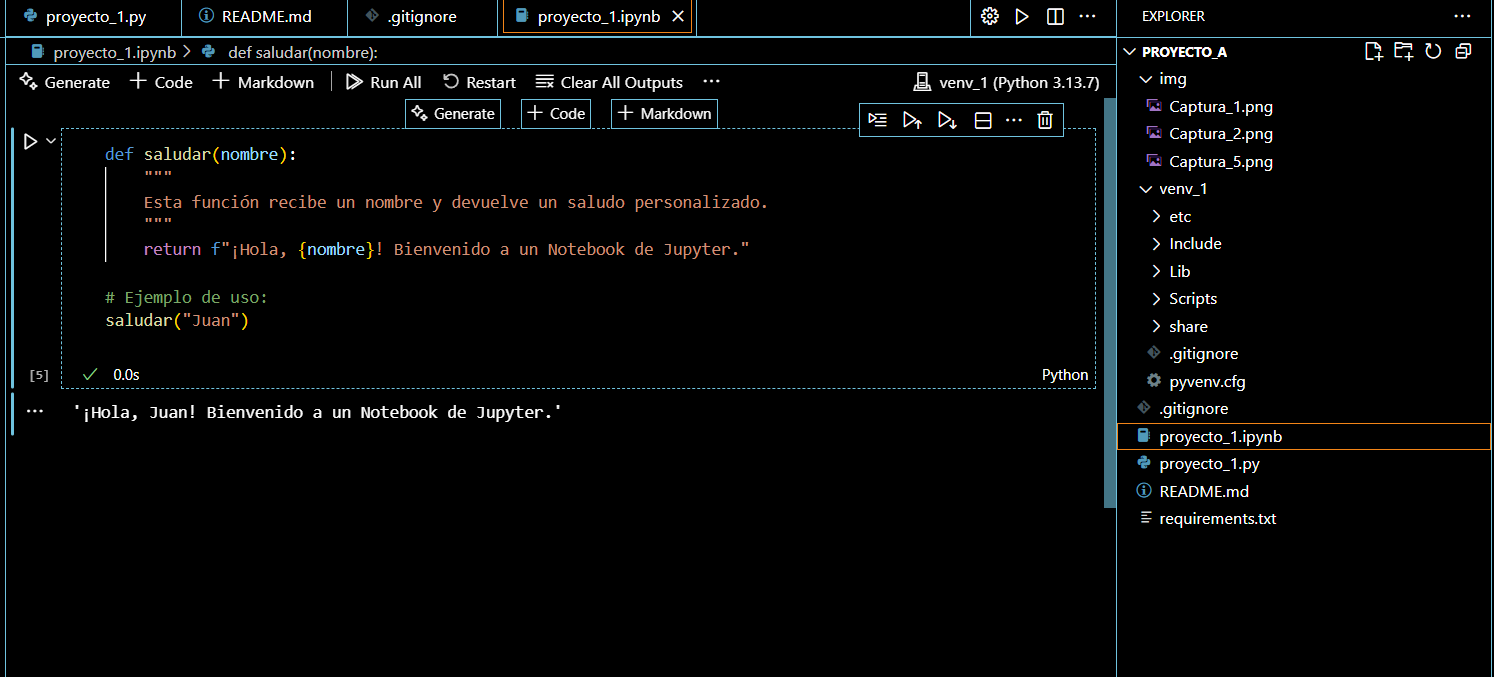 proyecto_1.py README.md .gitignore proyecto_1.ipynb
proyecto_1.ipynb > def saludar(nombre):
Generate + Code + Markdown Run All Restart Clear All Outputs ...
venv_1 (Python 3.13.7)
Generate + Code + Markdown
def saludar(nombre):
"""
Esta función recibe un nombre y devuelve un saludo personalizado.
"""
return f"¡Hola, {nombre}! Bienvenido a un Notebook de Jupyter."
# Ejemplo de uso:
saludar("Juan")
[5] 0.0s Python
'¡Hola, Juan! Bienvenido a un Notebook de Jupyter.'
EXPLORER
PROYECTO_A
img
Captura_1.png
Captura_2.png
Captura_5.png
venv_1
etc
Include
Lib
Scripts
share
.gitignore
pyvenv.cfg
.gitignore
proyecto_1.ipynb
proyecto_1.py
README.md
requirements.txt